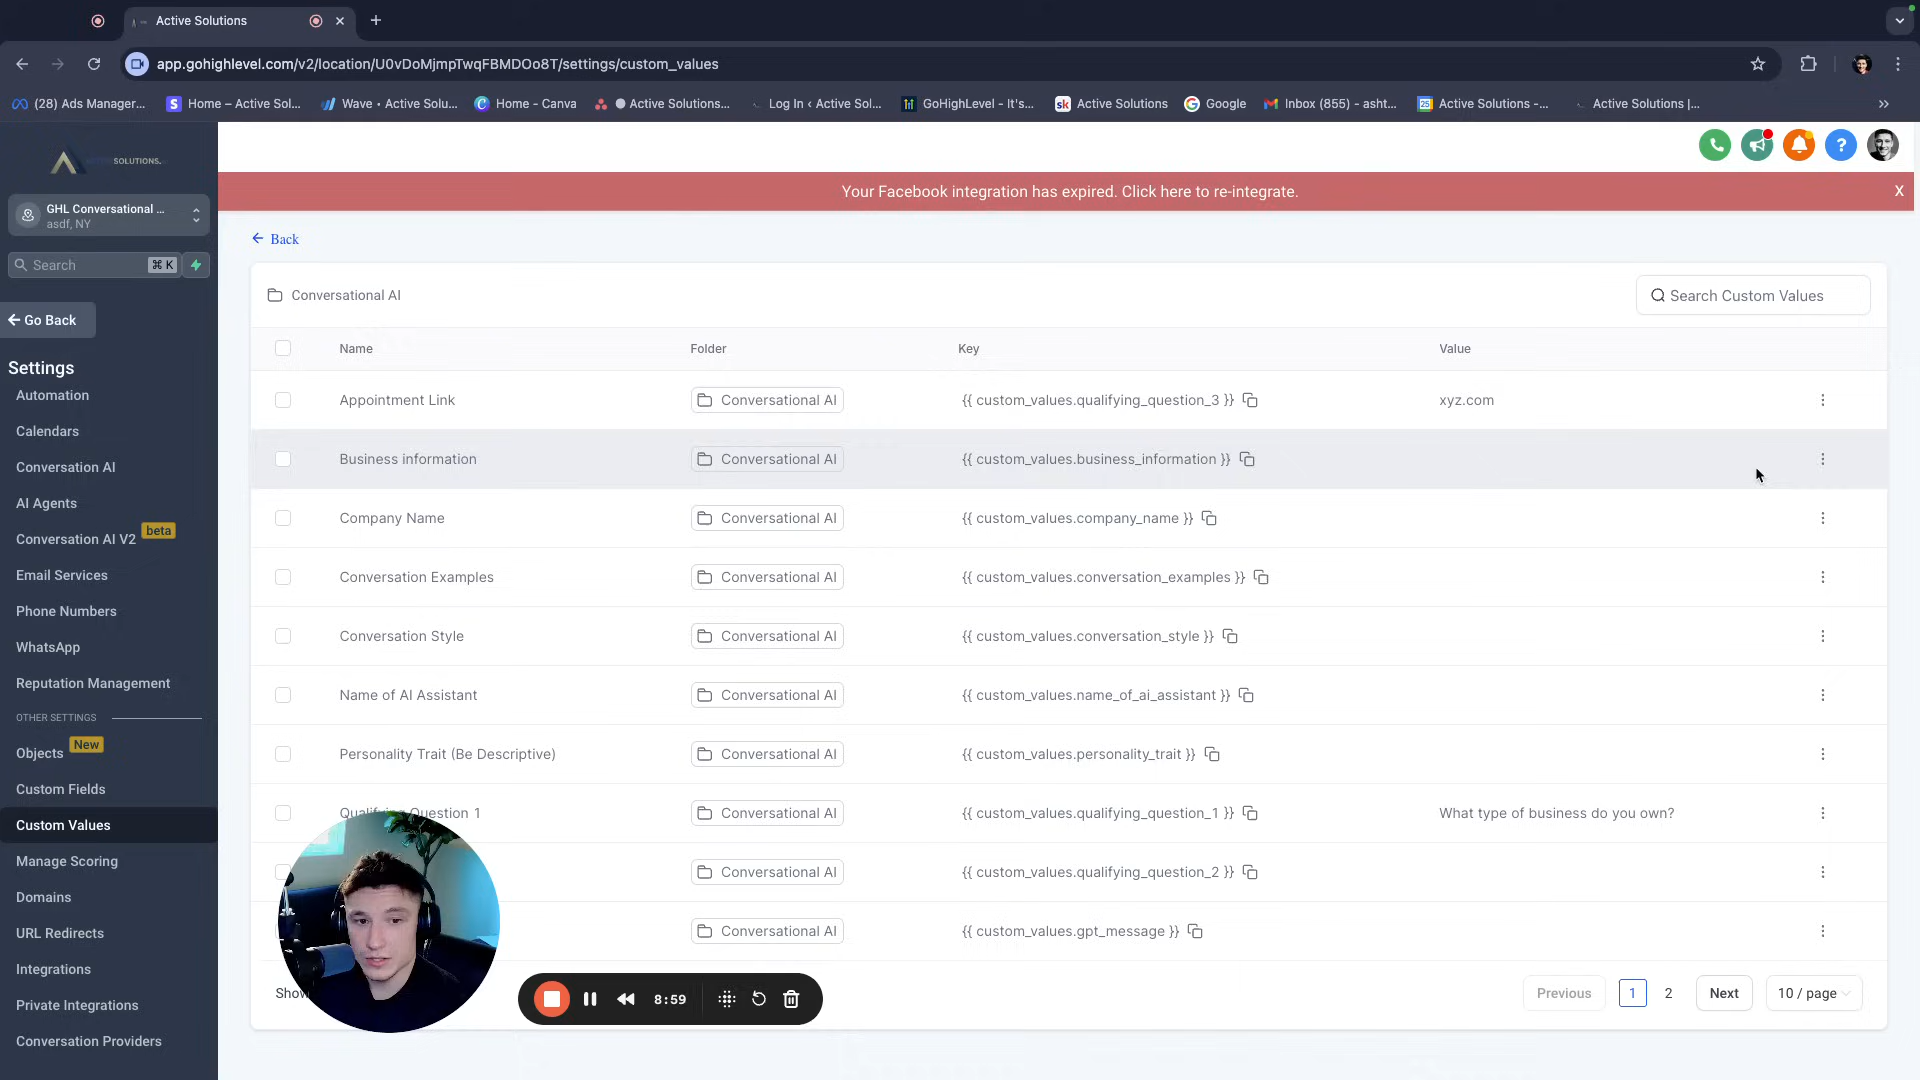 Active Solutions
app.gohighlevel.com/v2/location/U0vDoMjmpTwqFBMDOo8T/settings/custom_values
(28) Ads Manager...
Home – Active Sol...
Wave • Active Solu...
Home - Canva
Active Solutions...
Log In ‹ Active Sol...
GoHighLevel - It's...
Active Solutions
Google
Inbox (855) - asht...
Active Solutions -...
Active Solutions |...
SOLUTIONS.
GHL Conversational ...
asdf, NY
Search
⌘ K
Go Back
Settings
Automation
Calendars
Conversation AI
AI Agents
Conversation AI V2 beta
Email Services
Phone Numbers
WhatsApp
Reputation Management
OTHER SETTINGS
Objects New
Custom Fields
Custom Values
Manage Scoring
Domains
URL Redirects
Integrations
Private Integrations
Conversation Providers
Your Facebook integration has expired. Click here to re-integrate.
X
Back
Conversational AI
Search Custom Values
Name Folder Key Value
Appointment Link Conversational AI {{ custom_values.qualifying_question_3 }} xyz.com
Business information Conversational AI {{ custom_values.business_information }}
Company Name Conversational AI {{ custom_values.company_name }}
Conversation Examples Conversational AI {{ custom_values.conversation_examples }}
Conversation Style Conversational AI {{ custom_values.conversation_style }}
Name of AI Assistant Conversational AI {{ custom_values.name_of_ai_assistant }}
Personality Trait (Be Descriptive) Conversational AI {{ custom_values.personality_trait }}
Qualifying Question 1 Conversational AI {{ custom_values.qualifying_question_1 }} What type of business do you own?
Conversational AI {{ custom_values.qualifying_question_2 }}
Conversational AI {{ custom_values.gpt_message }}
8:59
Previous 1 2 Next 10 / page